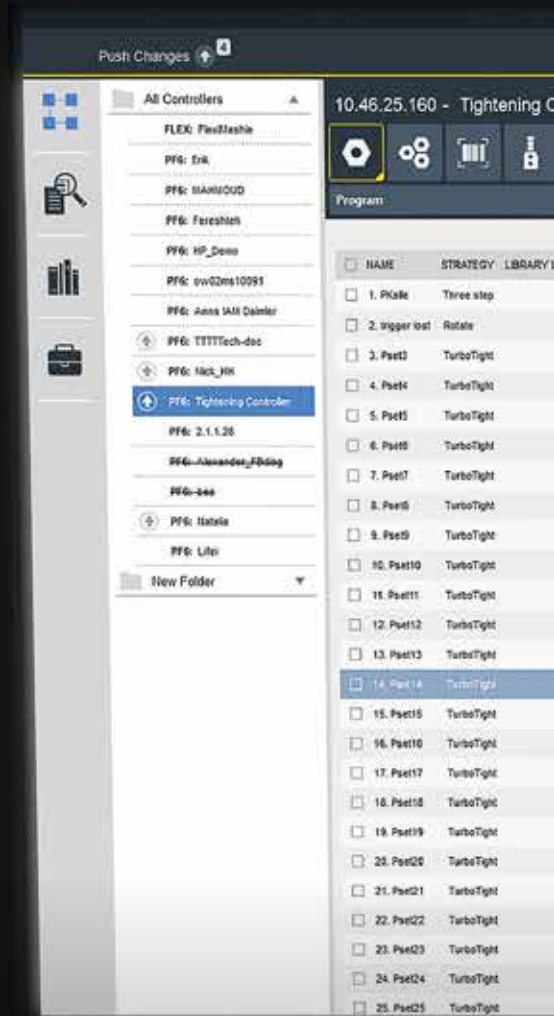 Push Changes 4
All Controllers
FLEX: FlexMashie
PF6: Erik
PF6: MAHMOUD
PF6: Fereshteh
PF6: HP_Demo
PF6: ow02ms10091
PF6: Anna IAM Daimler
PF6: TTTTTech-doc
PF6: Nick_HH
PF6: Tightening Controller
PF6: 2.1.1.28
PF6:
PF6:
PF6: Natalia
PF6: Lifei
New Folder
10.46.25.160 - Tightening C
Program
NAME STRATEGY LIBRARY L
1. PKalle Three step
2. trigger lost Rotate
3. Pset3 TurboTight
4. Pset4 TurboTight
5. Pset5 TurboTight
6. Pset6 TurboTight
7. Pset7 TurboTight
8. Pset8 TurboTight
9. Pset9 TurboTight
10. Pset10 TurboTight
11. Pset11 TurboTight
12. Pset12 TurboTight
13. Pset13 TurboTight
14. Pset14 TurboTight
15. Pset15 TurboTight
16. Pset16 TurboTight
17. Pset17 TurboTight
18. Pset18 TurboTight
19. Pset19 TurboTight
20. Pset20 TurboTight
21. Pset21 TurboTight
22. Pset22 TurboTight
23. Pset23 TurboTight
24. Pset24 TurboTight
25. Pset25 TurboTight